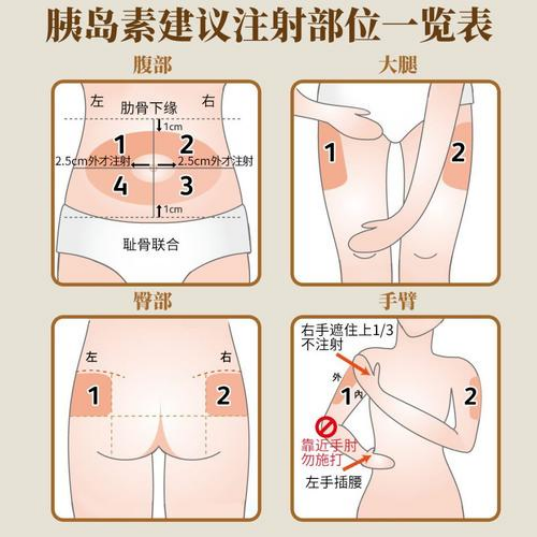 胰岛素建议注射部位一览表
腹部
左
右
肋骨下缘
1cm
1
2
2.5cm外才注射
2.5cm外才注射
4
3
1cm
耻骨联合
大腿
1
2
臀部
左
右
1
2
手臂
右手遮住上1/3
不注射
外
1
内
2
靠近手肘
勿施打
左手插腰